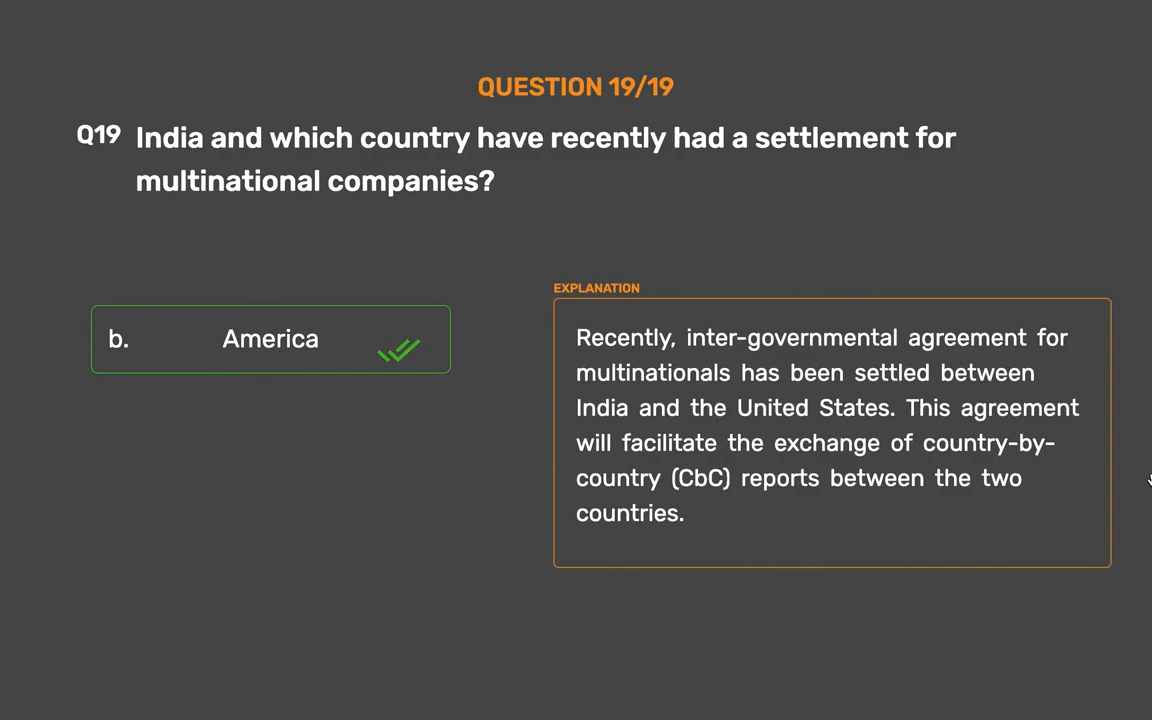 QUESTION 19/19
Q19 India and which country have recently had a settlement for
multinational companies?
EXPLANATION
b. America
Recently, inter-governmental agreement for
multinationals has been settled between
India and the United States. This agreement
will facilitate the exchange of country-by-
country (CbC) reports between the two
countries.